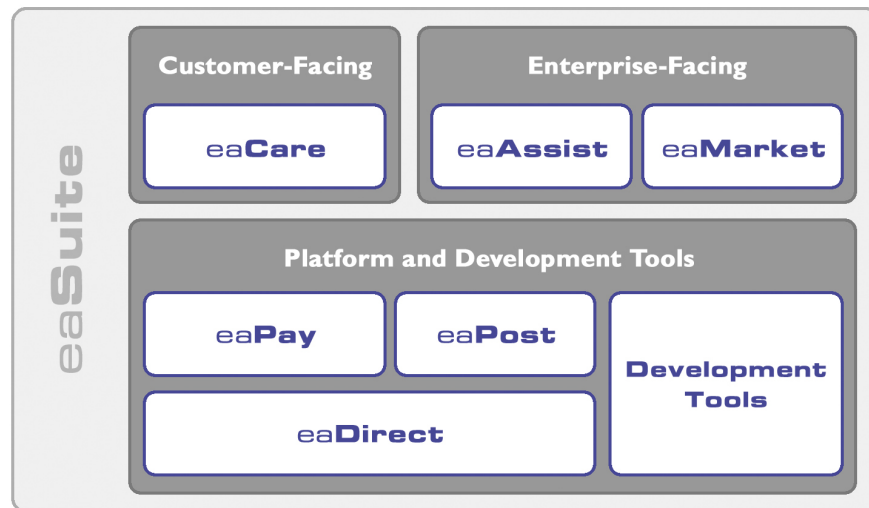 eaSuite
Customer-Facing
eaCare
Enterprise-Facing
eaAssist
eaMarket
Platform and Development Tools
eaPay
eaPost
eaDirect
Development
Tools